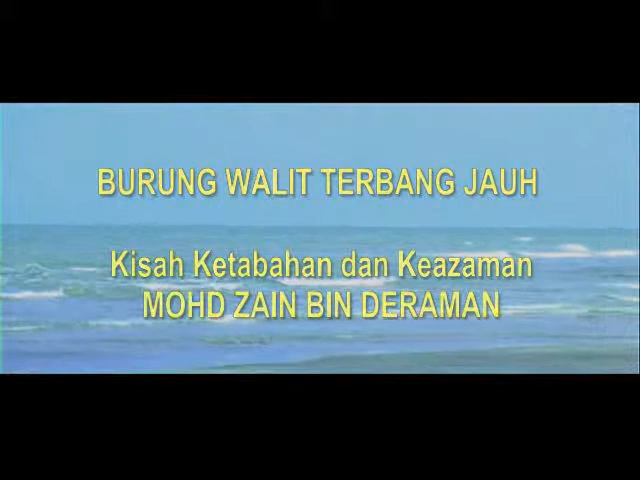 BURUNG WALIT TERBANG JAUH
Kisah Ketabahan dan Keazaman
MOHD ZAIN BIN DERAMAN